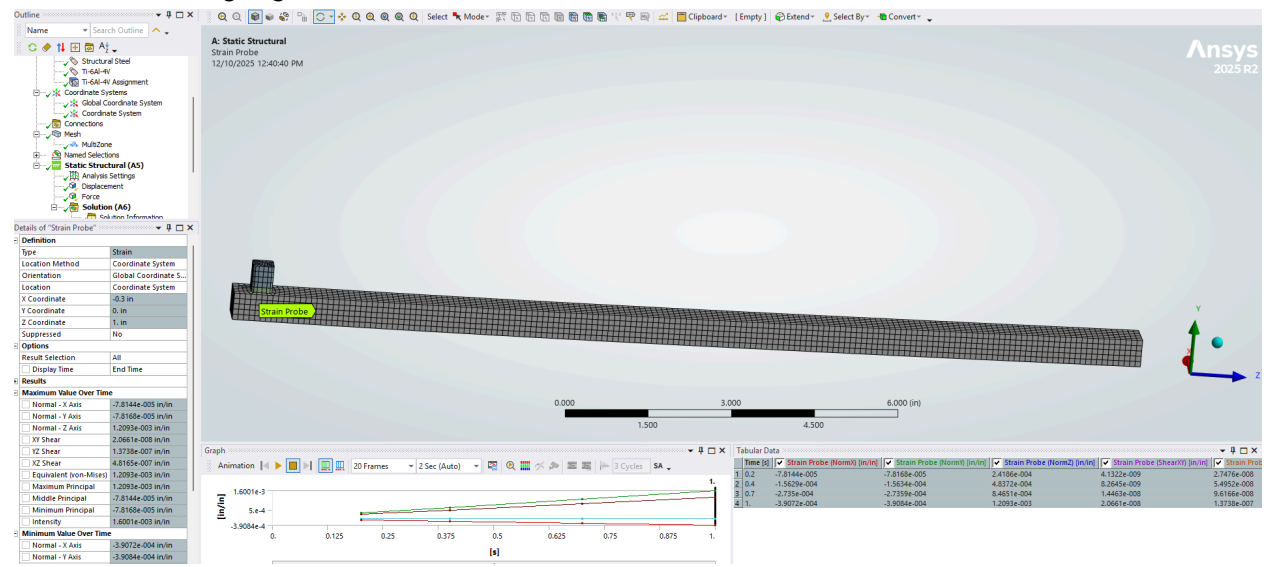 Outline
Name Search Outline
Select Mode Clipboard [ Empty ] Extend Select By Convert
Structural Steel
Ti-6Al-4V
Ti-6Al-4V Assignment
Coordinate Systems
Global Coordinate System
Coordinate System
Connections
Mesh
MultiZone
Named Selections
Static Structural (A5)
Analysis Settings
Displacement
Force
Solution (A6)
Solution Information
Details of "Strain Probe"
Definition
Type Strain
Location Method Coordinate System
Orientation Global Coordinate S...
Location Coordinate System
X Coordinate -0.3 in
Y Coordinate 0. in
Z Coordinate 1. in
Suppressed No
Options
Result Selection All
Display Time End Time
Results
Maximum Value Over Time
Normal - X Axis -7.8144e-005 in/in
Normal - Y Axis -7.8168e-005 in/in
Normal - Z Axis 1.2093e-003 in/in
XY Shear 2.0661e-008 in/in
YZ Shear 1.3738e-007 in/in
XZ Shear 4.8165e-007 in/in
Equivalent (von-Mises) 1.2093e-003 in/in
Maximum Principal 1.2093e-003 in/in
Middle Principal -7.8144e-005 in/in
Minimum Principal -7.8168e-005 in/in
Intensity 1.6001e-003 in/in
Minimum Value Over Time
Normal - X Axis -3.9072e-004 in/in
Normal - Y Axis -3.9084e-004 in/in
A: Static Structural
Strain Probe
12/10/2025 12:40:40 PM
Ansys
2025 R2
Strain Probe
Y
Z
0.000 3.000 6.000 (in)
1.500 4.500
Graph
Animation 20 Frames 2 Sec (Auto) 3 Cycles SA
1.
1.6001e-3
5.e-4
-3.9084e-4
[in/in]
0. 0.125 0.25 0.375 0.5 0.625 0.75 0.875 1.
[s]
Tabular Data
Time [s] Strain Probe (NormX) [in/in] Strain Probe (NormY) [in/in] Strain Probe (NormZ) [in/in] Strain Probe (ShearXY) [in/in] Strain Prob
1 0.2 -7.8144e-005 -7.8168e-005 2.4186e-004 4.1322e-009 2.7476e-008
2 0.4 -1.5629e-004 -1.5634e-004 4.8372e-004 8.2645e-009 5.4952e-008
3 0.7 -2.735e-004 -2.7359e-004 8.4651e-004 1.4463e-008 9.6166e-008
4 1. -3.9072e-004 -3.9084e-004 1.2093e-003 2.0661e-008 1.3738e-007